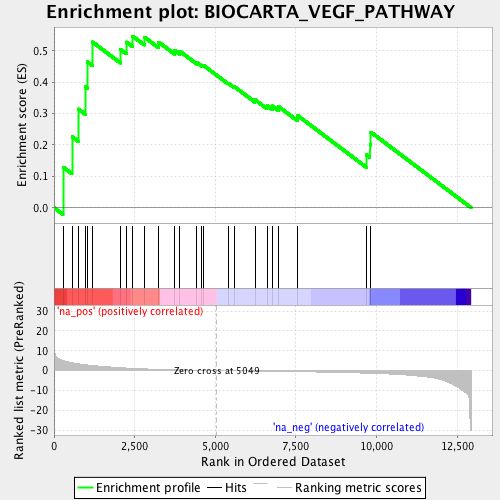 Enrichment plot: BIOCARTA_VEGF_PATHWAY
Enrichment score (ES)
0.5
0.4
0.3
0.2
0.1
0.0
'na_pos' (positively correlated)
Ranked list metric (PreRanked)
30
20
10
0
-10
-20
-30
Zero cross at 5049
'na_neg' (negatively correlated)
0 2,500 5,000 7,500 10,000 12,500
Rank in Ordered Dataset
Enrichment profile Hits Ranking metric scores